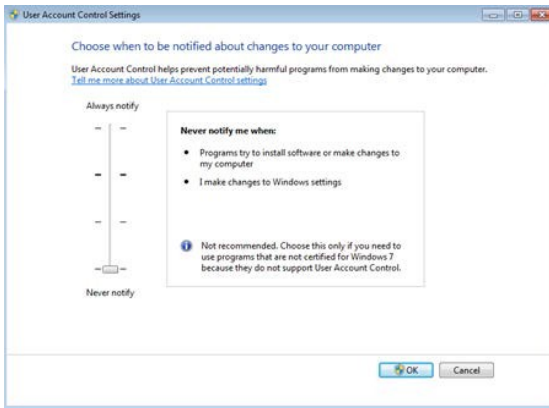 User Account Control Settings
Choose when to be notified about changes to your computer
User Account Control helps prevent potentially harmful programs from making changes to your computer.
Tell me more about User Account Control settings
Always notify
Never notify me when:
• Programs try to install software or make changes to
my computer
• I make changes to Windows settings
Not recommended. Choose this only if you need to
use programs that are not certified for Windows 7
because they do not support User Account Control.
Never notify
OK
Cancel